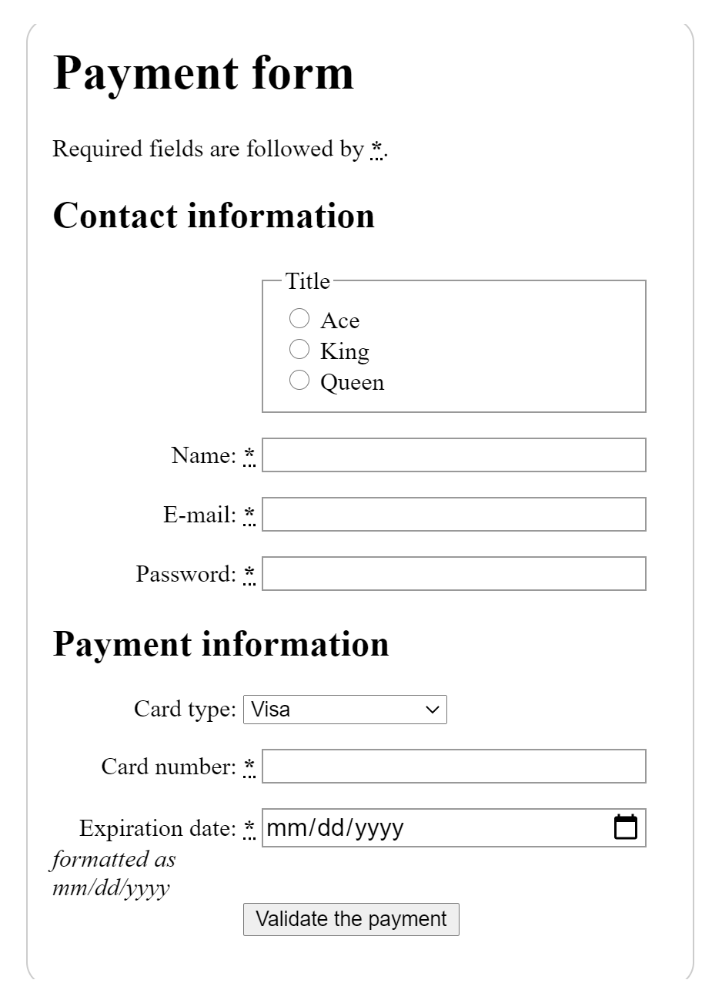 Payment form
Required fields are followed by *.
Contact information
Title
Ace
King
Queen
Name: *
E-mail: *
Password: *
Payment information
Card type: Visa
Card number: *
Expiration date: * mm/dd/yyyy
formatted as
mm/dd/yyyy
Validate the payment